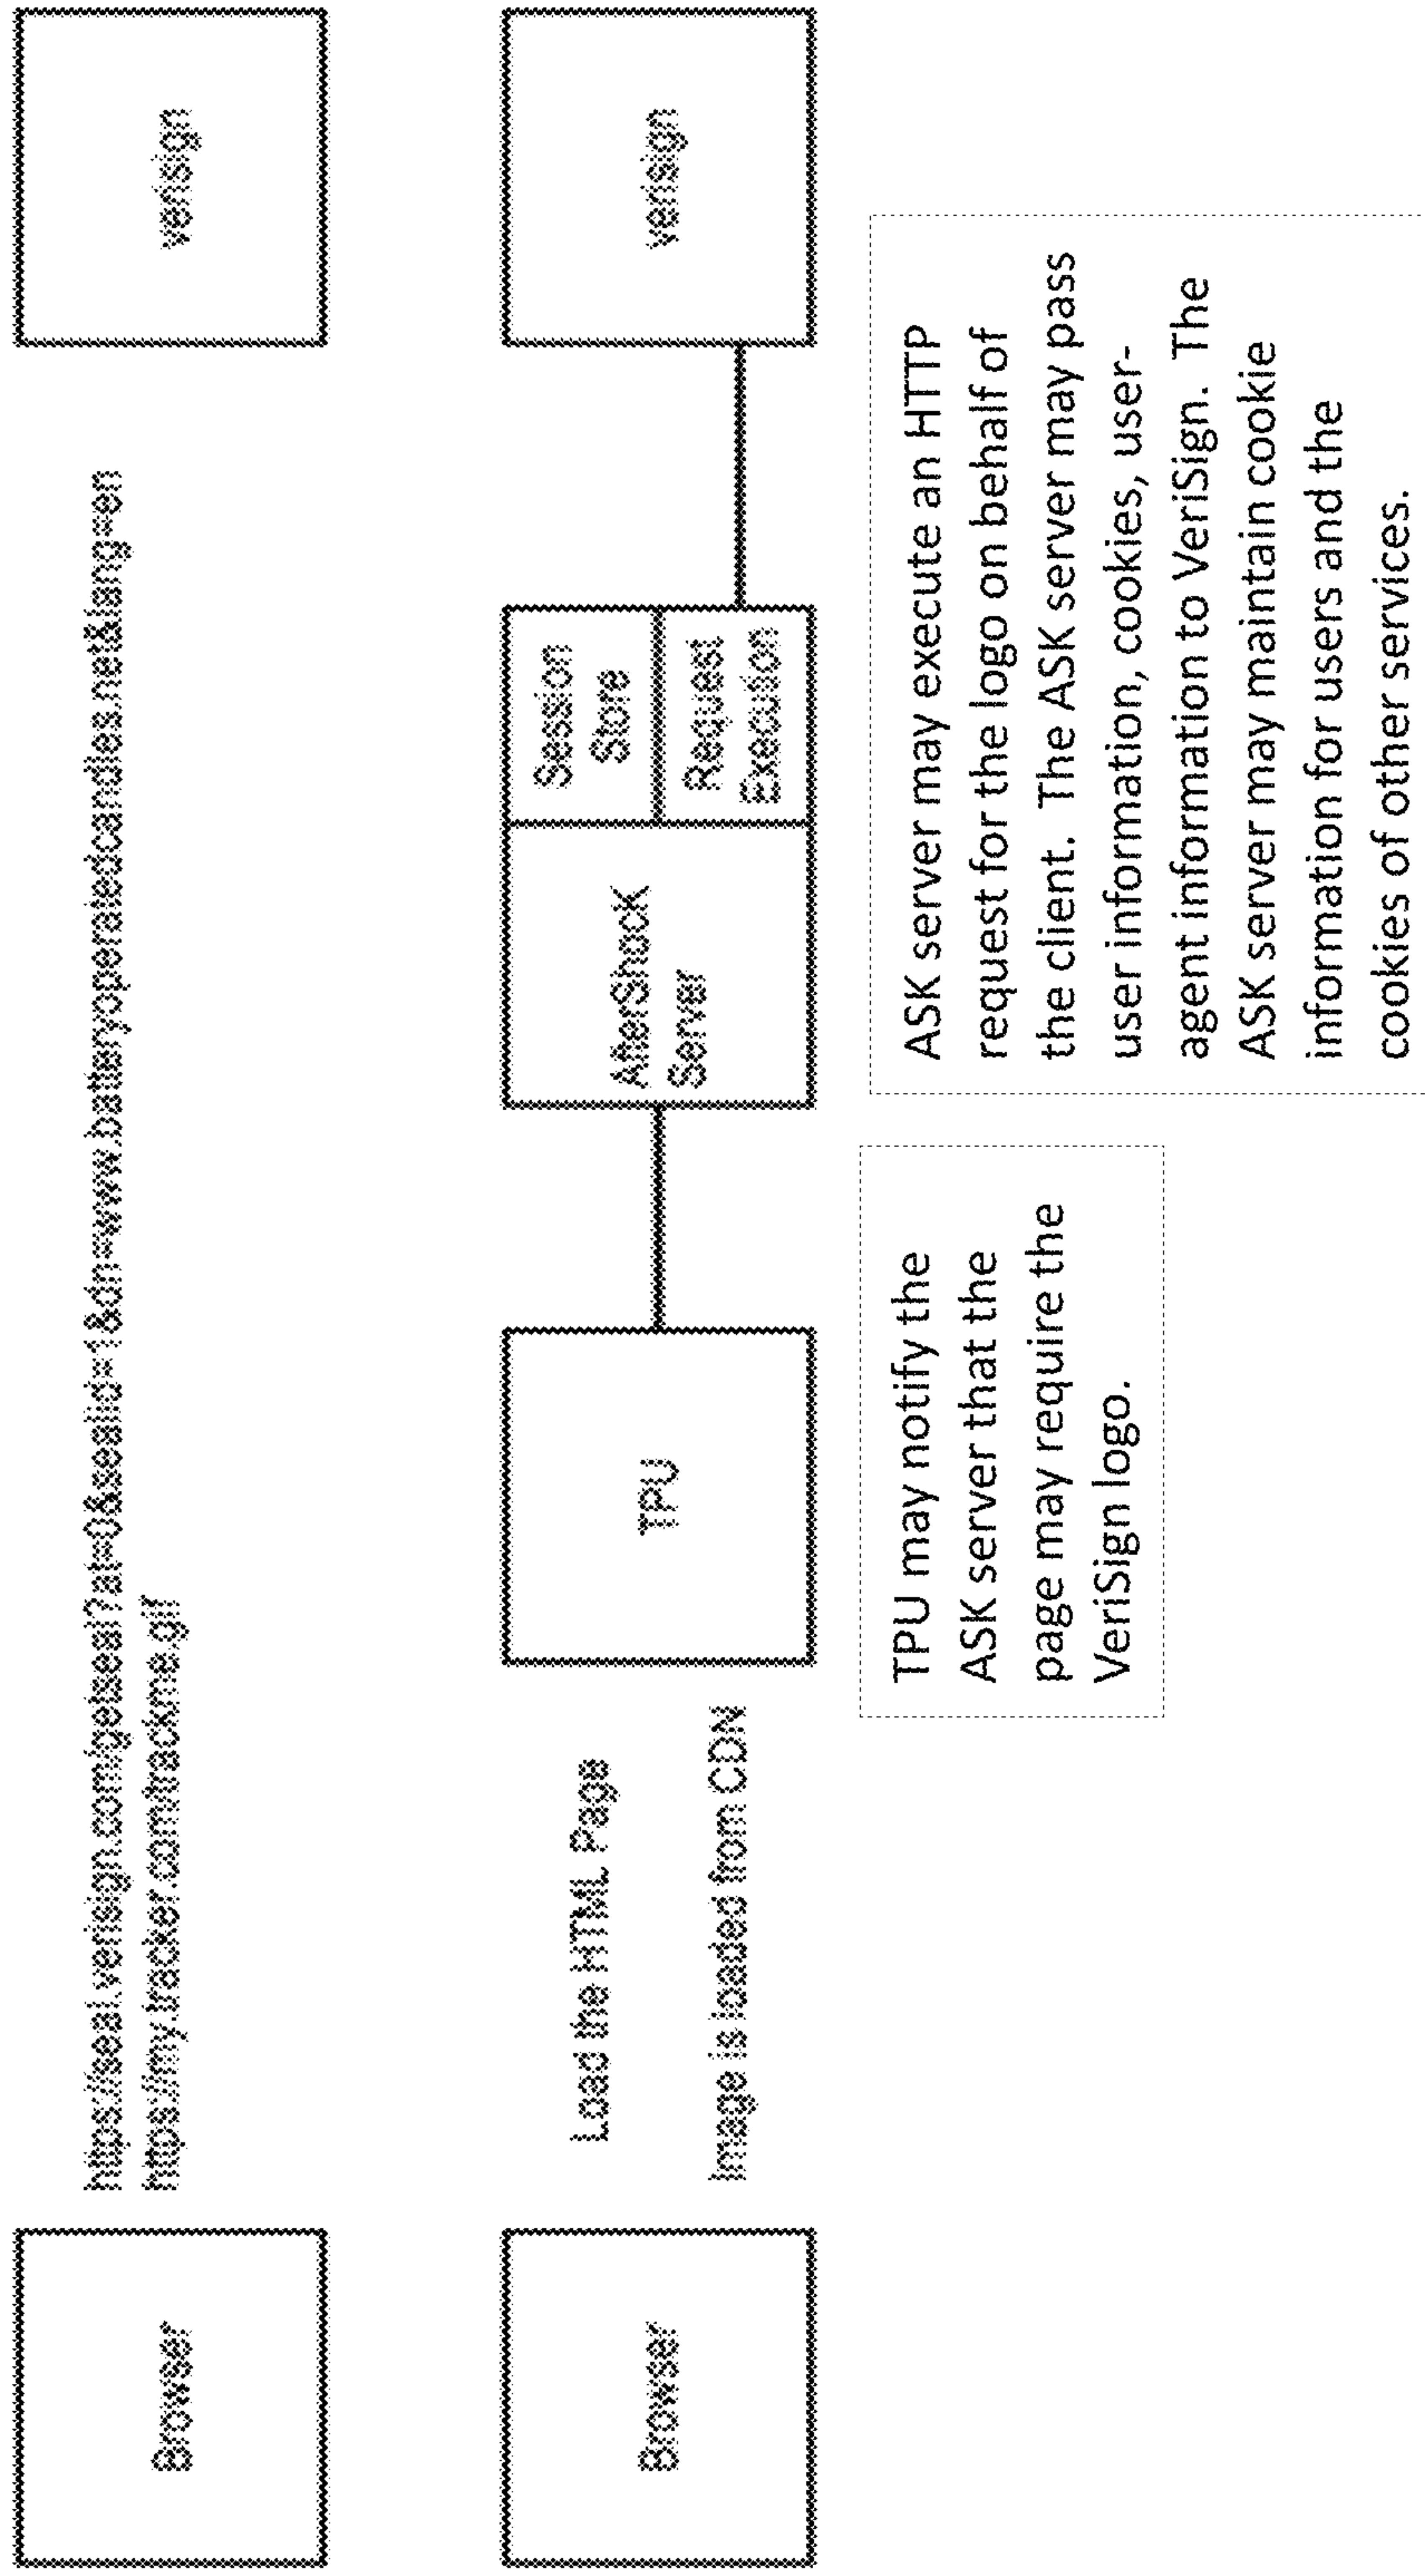 Browser
https://seal.verisign.com/getseal?at=0&sealid=1&dn=www.batteryoperatedcandles.net&lang=en
https://my.tracker.com/trackme.gif
verisign
Browser
Load the HTML Page
Image is loaded from CDN
TPU
AfterShocK
Server
Session
Store
Request
Execution
verisign
TPU may notify the
ASK server that the
page may require the
VeriSign logo.
ASK server may execute an HTTP
request for the logo on behalf of
the client. The ASK server may pass
user information, cookies, user-
agent information to VeriSign. The
ASK server may maintain cookie
information for users and the
cookies of other services.